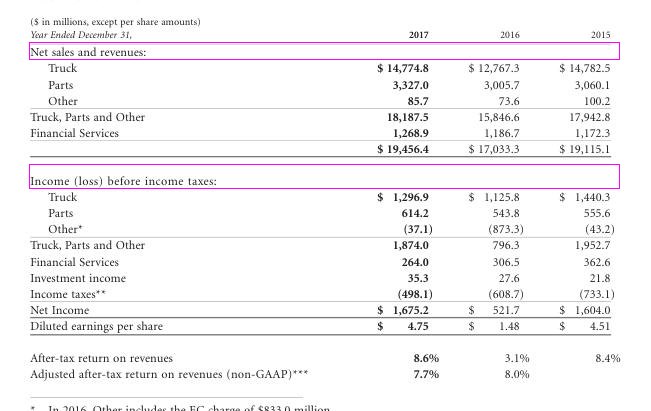 ($ in millions, except per share amounts)
Year Ended December 31, 2017 2016 2015
Net sales and revenues:
Truck $ 14,774.8 $ 12,767.3 $ 14,782.5
Parts 3,327.0 3,005.7 3,060.1
Other 85.7 73.6 100.2
Truck, Parts and Other 18,187.5 15,846.6 17,942.8
Financial Services 1,268.9 1,186.7 1,172.3
$ 19,456.4 $ 17,033.3 $ 19,115.1
Income (loss) before income taxes:
Truck $ 1,296.9 $ 1,125.8 $ 1,440.3
Parts 614.2 543.8 555.6
Other* (37.1) (873.3) (43.2)
Truck, Parts and Other 1,874.0 796.3 1,952.7
Financial Services 264.0 306.5 362.6
Investment income 35.3 27.6 21.8
Income taxes** (498.1) (608.7) (733.1)
Net Income $ 1,675.2 $ 521.7 $ 1,604.0
Diluted earnings per share $ 4.75 $ 1.48 $ 4.51
After-tax return on revenues 8.6% 3.1% 8.4%
Adjusted after-tax return on revenues (non-GAAP)*** 7.7% 8.0%
* In 2016, Other includes the EC charge of $833.0 million